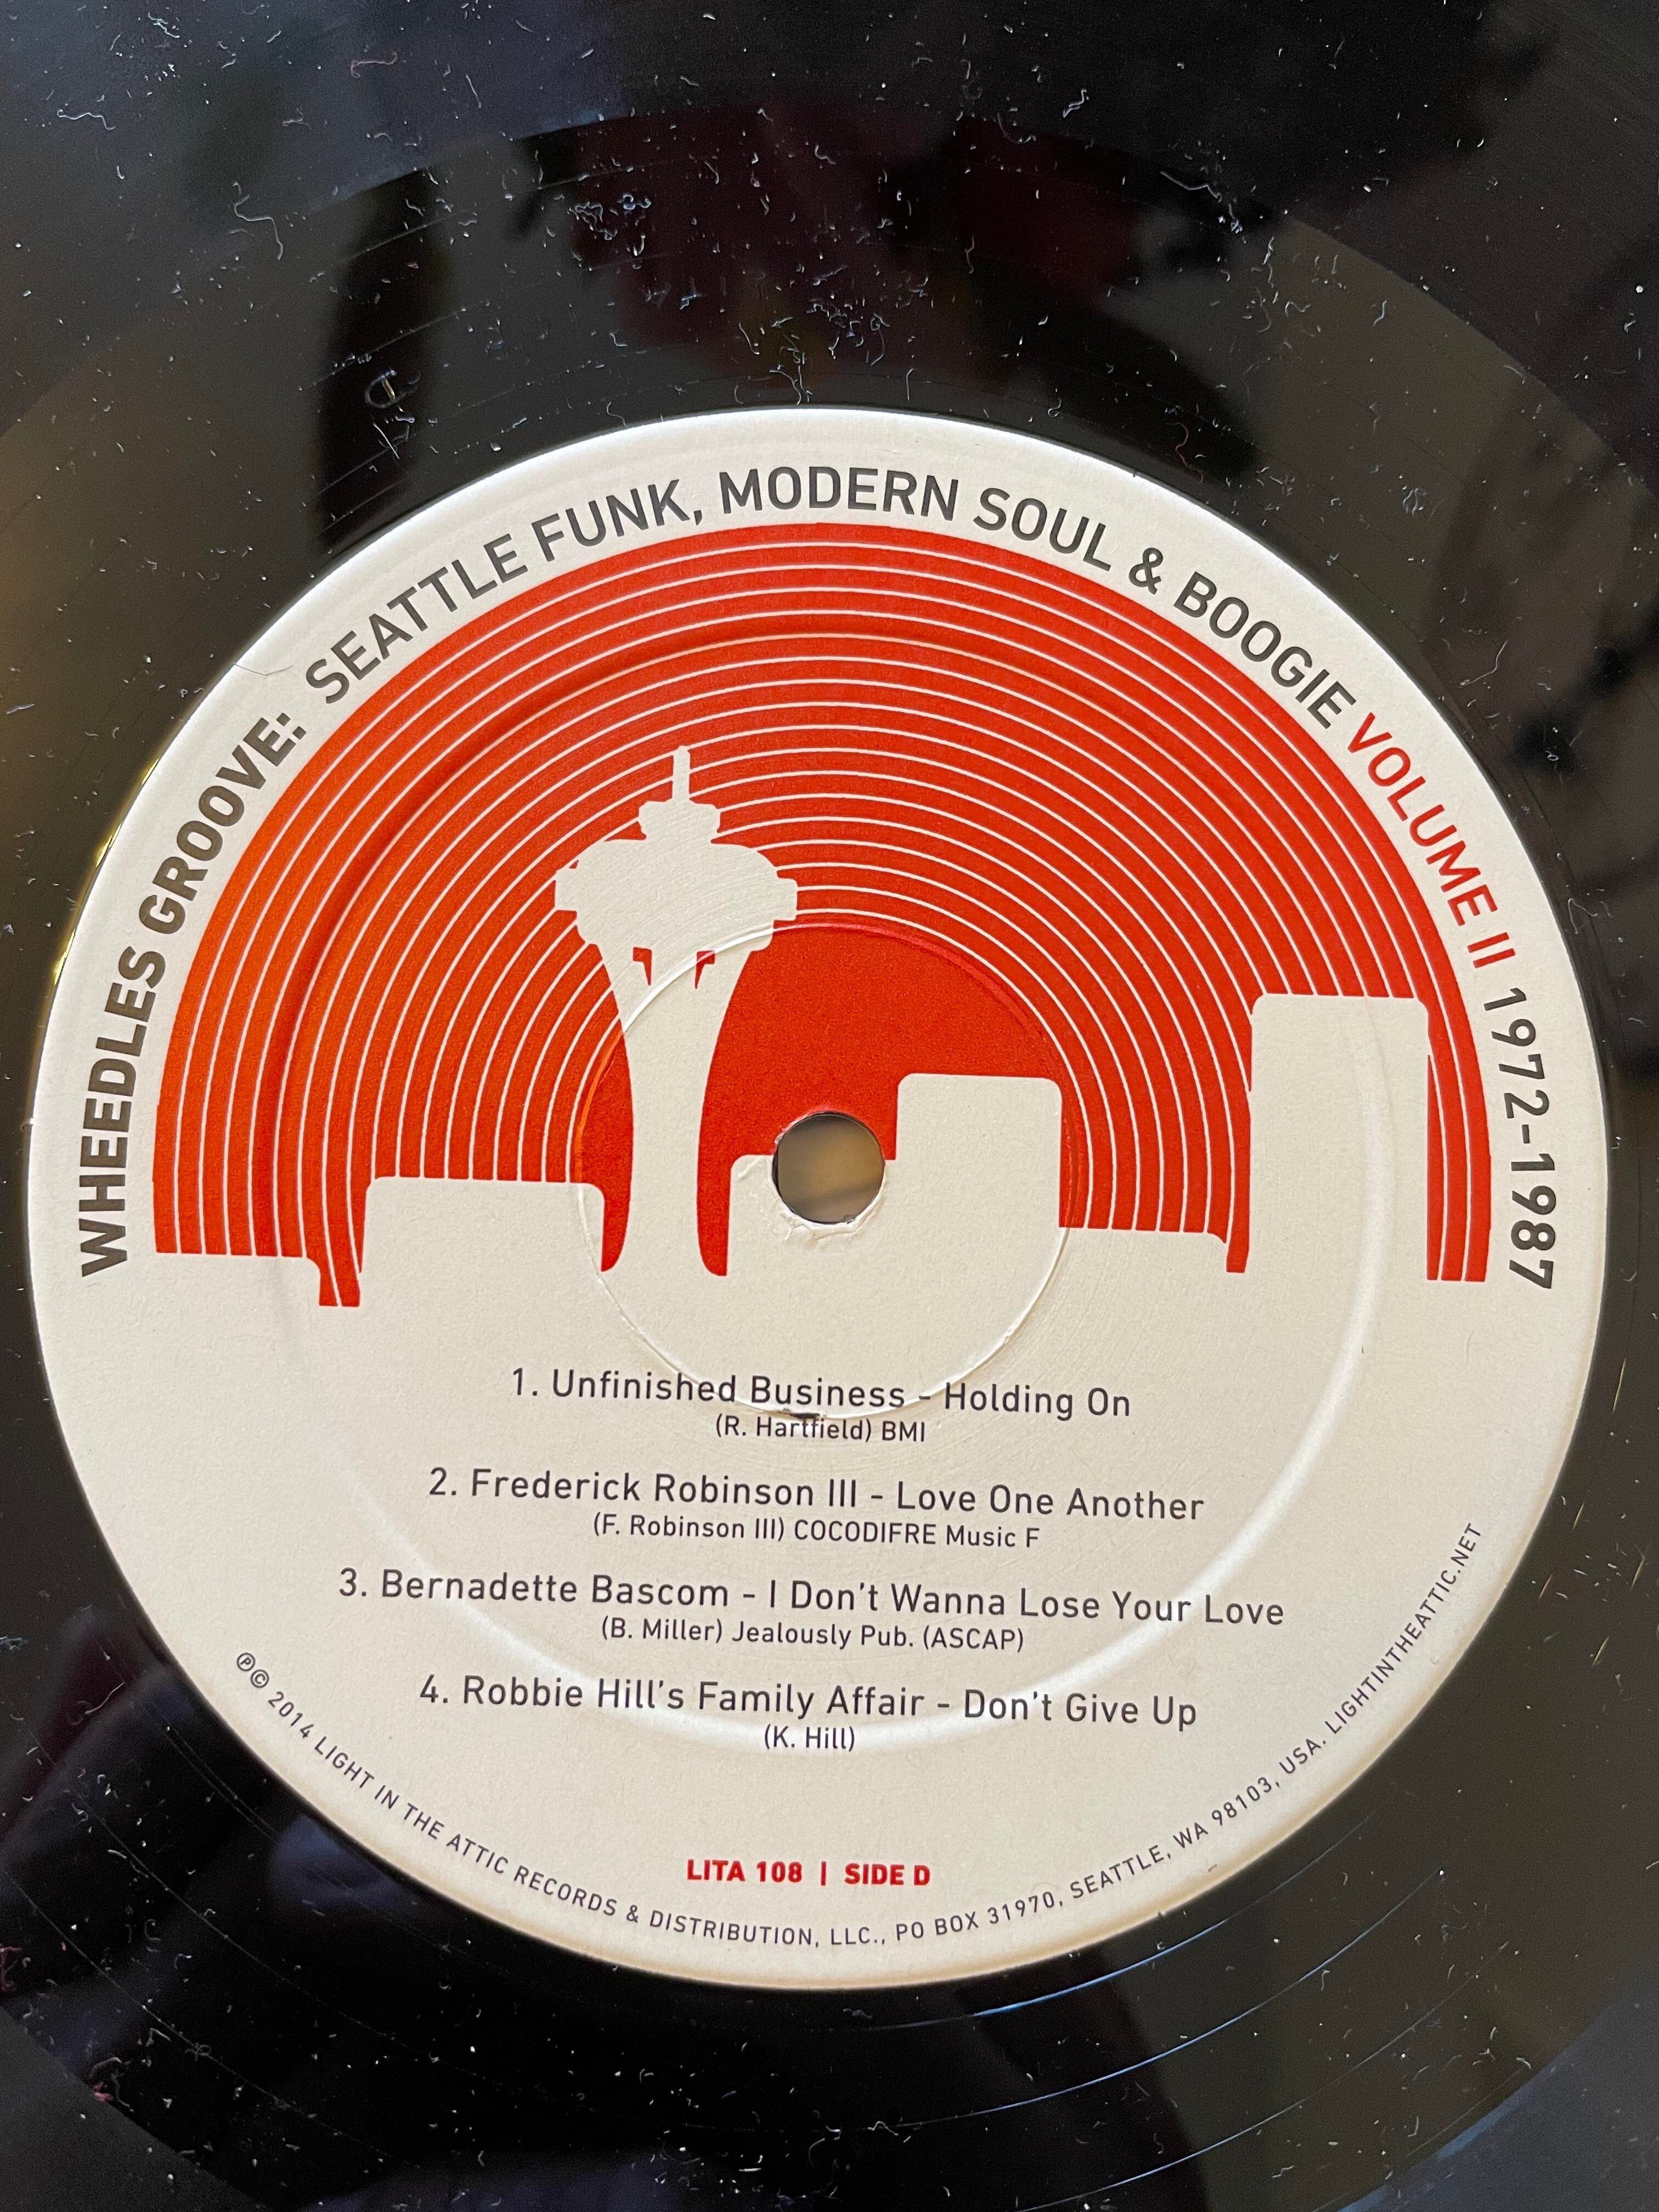 WHEEDLES GROOVE: SEATTLE FUNK, MODERN SOUL & BOOGIE VOLUME II 1972-1987
1. Unfinished Business - Holding On
(R. Hartfield) BMI
2. Frederick Robinson III - Love One Another
(F. Robinson III) COCODIFRE Music F
3. Bernadette Bascom - I Don't Wanna Lose Your Love
(B. Miller) Jealously Pub. (ASCAP)
4. Robbie Hill's Family Affair - Don't Give Up
(K. Hill)
LITA 108 | SIDE D
℗© 2014 LIGHT IN THE ATTIC RECORDS & DISTRIBUTION, LLC., PO BOX 31970, SEATTLE, WA 98103, USA. LIGHTINTHEATTIC.NET